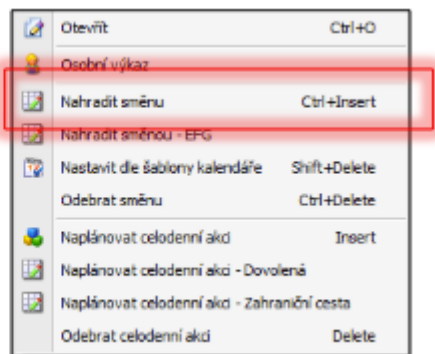 Otevřít Ctrl+O
Osobní výkaz
Nahradit směnu Ctrl+Insert
Nahradit směnou - EFG
Nastavit dle šablony kalendáře Shift+Delete
Odebrat směnu Ctrl+Delete
Naplánovat celodenní akci Insert
Naplánovat celodenní akci - Dovolená
Naplánovat celodenní akci - Zahraniční cesta
Odebrat celodenní akci Delete